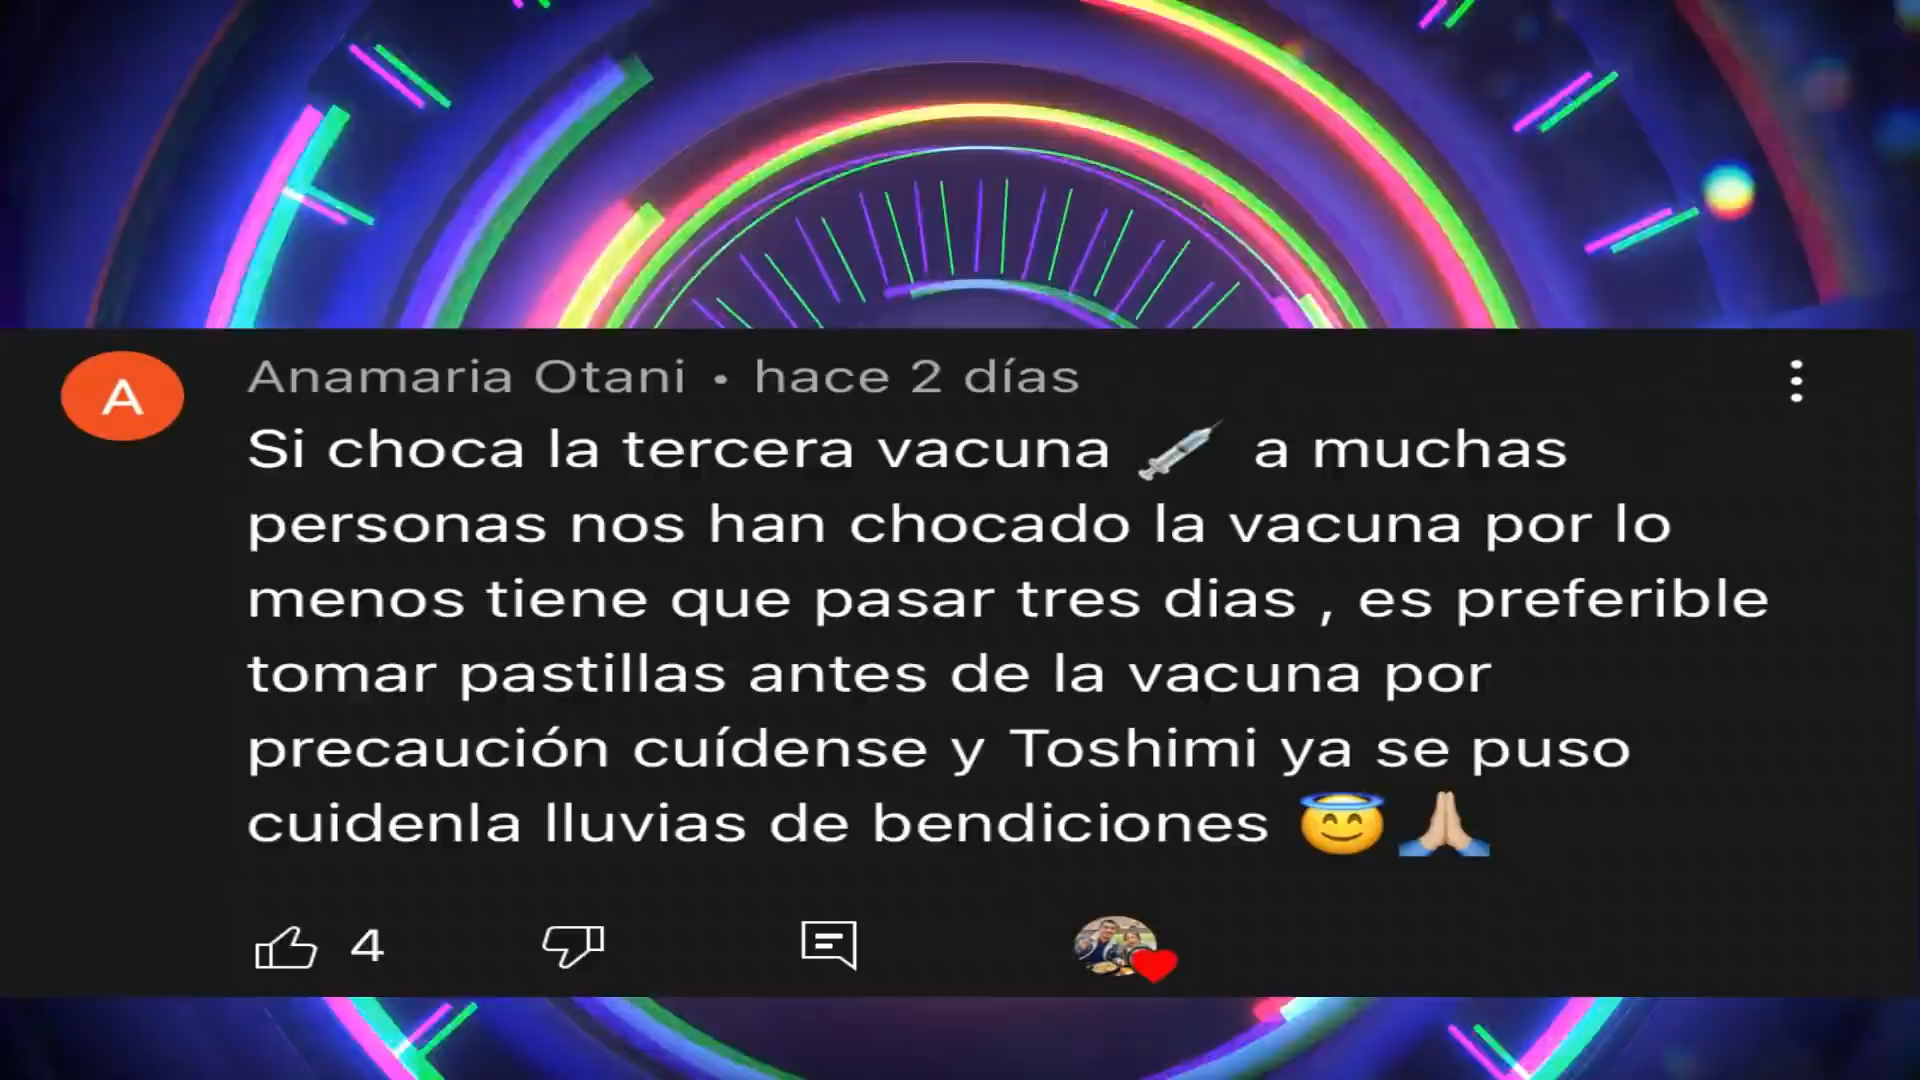 A
Anamaria Otani • hace 2 días
Si choca la tercera vacuna 💉 a muchas
personas nos han chocado la vacuna por lo
menos tiene que pasar tres dias , es preferible
tomar pastillas antes de la vacuna por
precaución cuídense y Toshimi ya se puso
cuidenla lluvias de bendiciones 😇🙏🏼
4